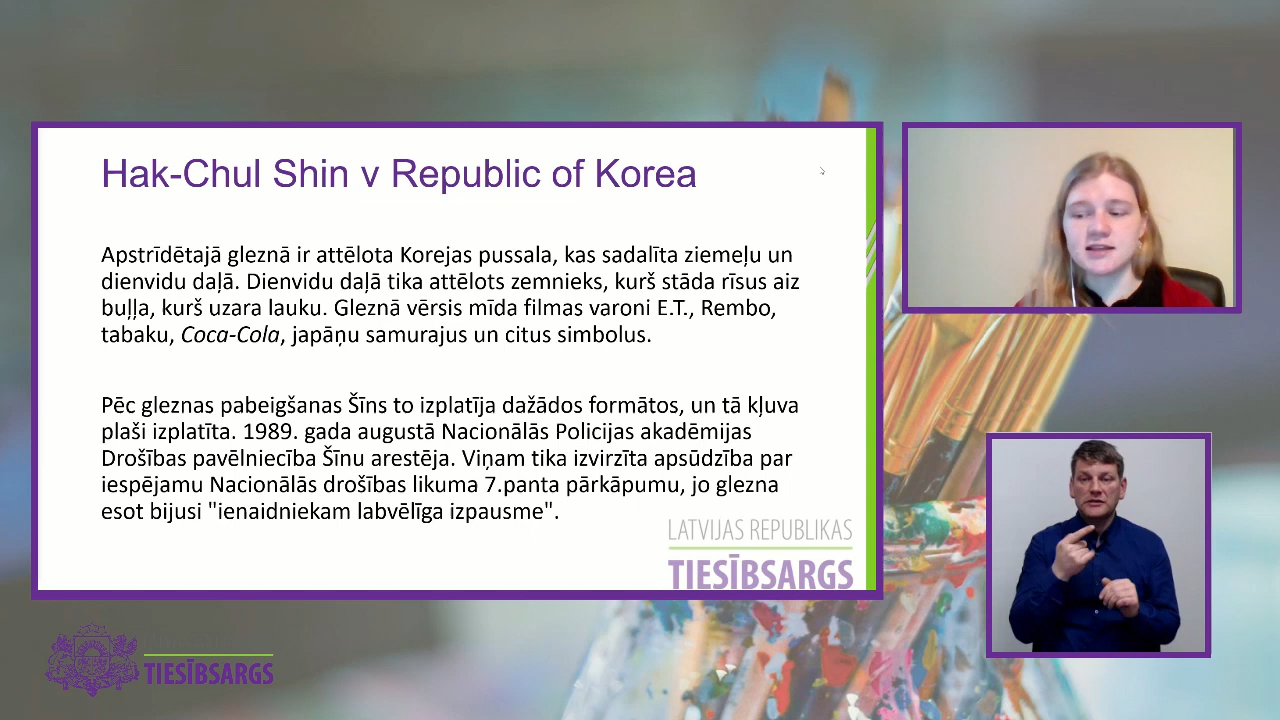 Hak-Chul Shin v Republic of Korea
Apstrīdētajā gleznā ir attēlota Korejas pussala, kas sadalīta ziemeļu un
dienvidu daļā. Dienvidu daļā tika attēlots zemnieks, kurš stāda rīsus aiz
buļļa, kurš uzara lauku. Gleznā vērsis mīda filmas varoni E.T., Rembo,
tabaku, Coca-Cola, japāņu samurajus un citus simbolus.
Pēc gleznas pabeigšanas Šīns to izplatīja dažādos formātos, un tā kļuva
plaši izplatīta. 1989. gada augustā Nacionālās Policijas akadēmijas
Drošības pavēlniecība Šīnu arestēja. Viņam tika izvirzīta apsūdzība par
iespējamu Nacionālās drošības likuma 7.panta pārkāpumu, jo glezna
esot bijusi "ienaidniekam labvēlīga izpausme".
LATVIJAS REPUBLIKAS
TIESĪBSARGS
TIESĪBSARGS